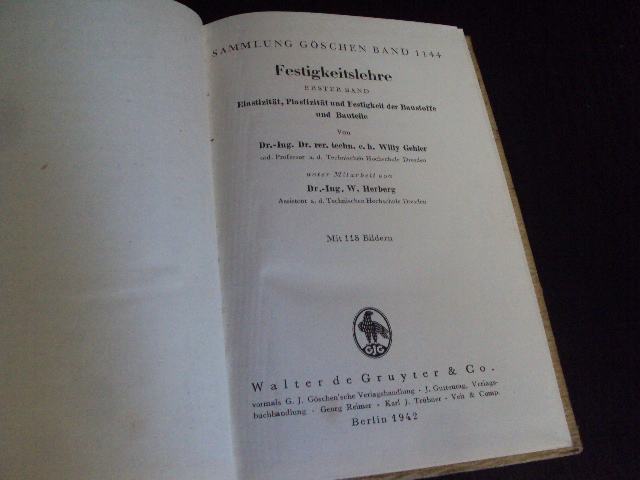 SAMMLUNG GÖSCHEN BAND 1144
Festigkeitslehre
ERSTER BAND
Elastizität, Plastizität und Festigkeit der Baustoffe
und Bauteile
Von
Dr.-Ing. Dr. rer. techn. e. h. Willy Gehler
ord. Professor a. d. Technischen Hochschule Dresden
unter Mitarbeit von
Dr.-Ing. W. Herberg
Assistent a. d. Technischen Hochschule Dresden
Mit 118 Bildern
GJG
Walter de Gruyter & Co.
vormals G. J. Göschen'sche Verlagshandlung · J. Guttentag, Verlags-
buchhandlung · Georg Reimer · Karl J. Trübner · Veit & Comp.
Berlin 1942